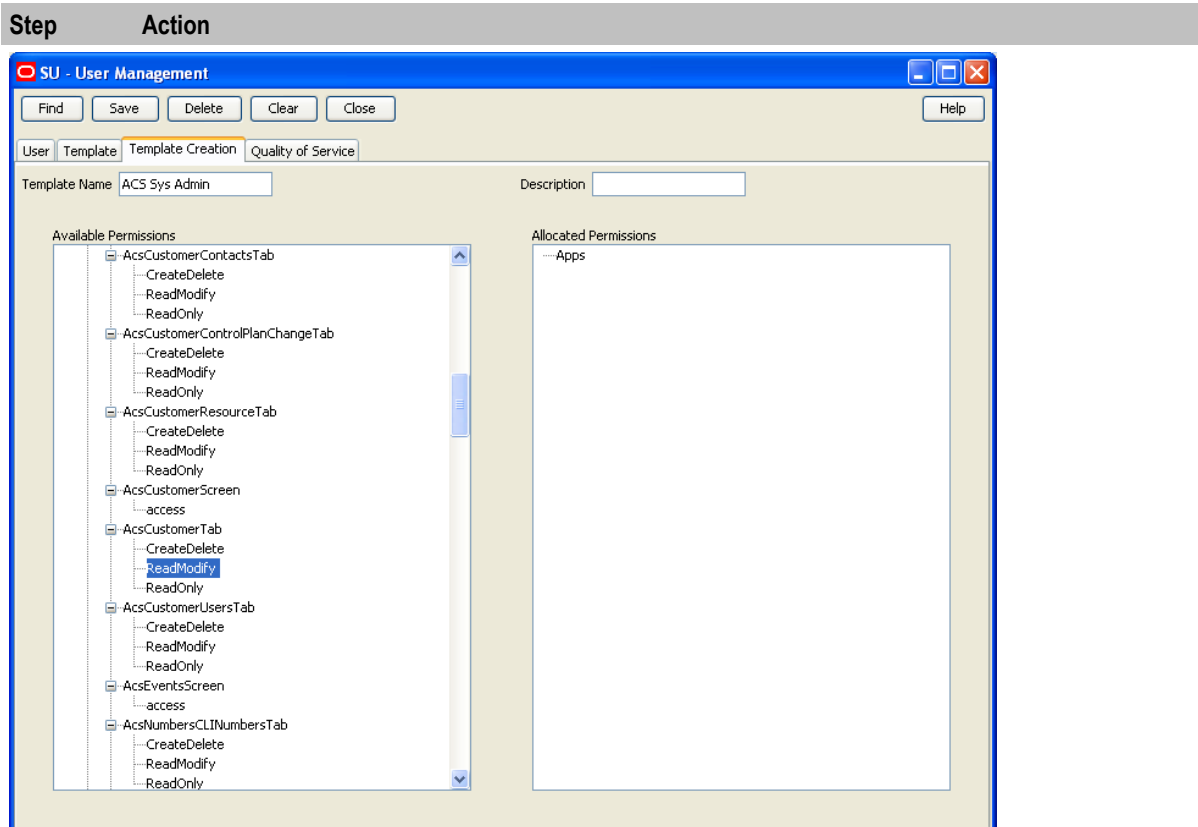 Step Action
SU - User Management
Find Save Delete Clear Close Help
User Template Template Creation Quality of Service
Template Name ACS Sys Admin Description
Available Permissions Allocated Permissions
AcsCustomerContactsTab Apps
CreateDelete
ReadModify
ReadOnly
AcsCustomerControlPlanChangeTab
CreateDelete
ReadModify
ReadOnly
AcsCustomerResourceTab
CreateDelete
ReadModify
ReadOnly
AcsCustomerScreen
access
AcsCustomerTab
CreateDelete
ReadModify
ReadOnly
AcsCustomerUsersTab
CreateDelete
ReadModify
ReadOnly
AcsEventsScreen
access
AcsNumbersCLINumbersTab
CreateDelete
ReadModify
ReadOnly